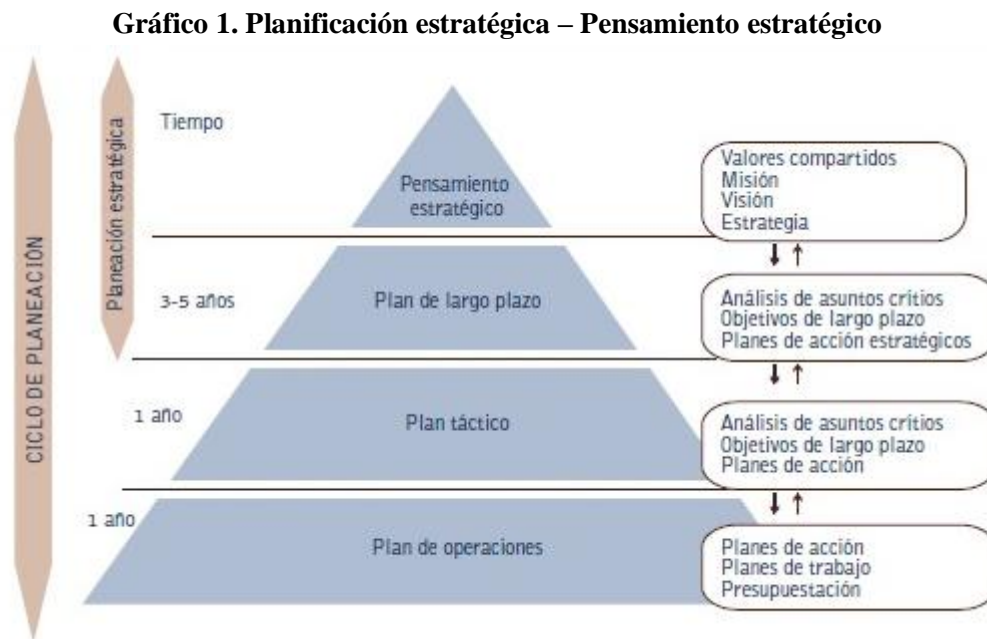 Gráfico 1. Planificación estratégica – Pensamiento estratégico
CICLO DE PLANEACIÓN
Planeación estratégica
Tiempo
Pensamiento
estratégico
Valores compartidos
Misión
Visión
Estrategia
3-5 años
Plan de largo plazo
Análisis de asuntos crítios
Objetivos de largo plazo
Planes de acción estratégicos
1 año
Plan táctico
Análisis de asuntos crítios
Objetivos de largo plazo
Planes de acción
1 año
Plan de operaciones
Planes de acción
Planes de trabajo
Presupuestación